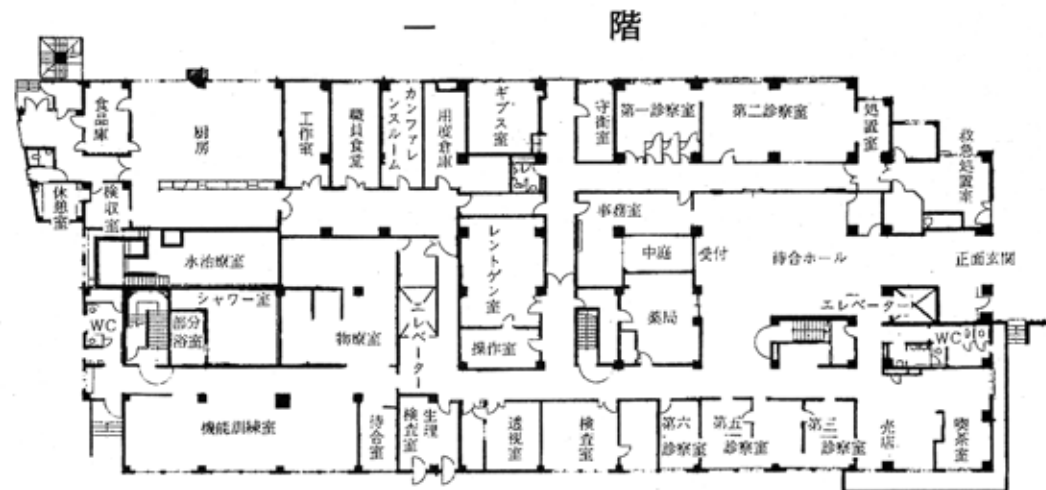 一階
食品庫
厨房
工作室
職員食堂
カンファレンスルーム
用度倉庫
ギプス室
守衛室
第一診察室
第二診察室
処置室
救急処置室
休憩室
検収室
水治療室
シャワー室
WC
部分浴室
物療室
エレベーター
レントゲン室
操作室
事務室
中庭
受付
薬局
待合ホール
正面玄関
エレベーター
WC
機能訓練室
待合室
生理検査室
透視室
検査室
第六診察室
第五診察室
第三診察室
売店
喫茶室